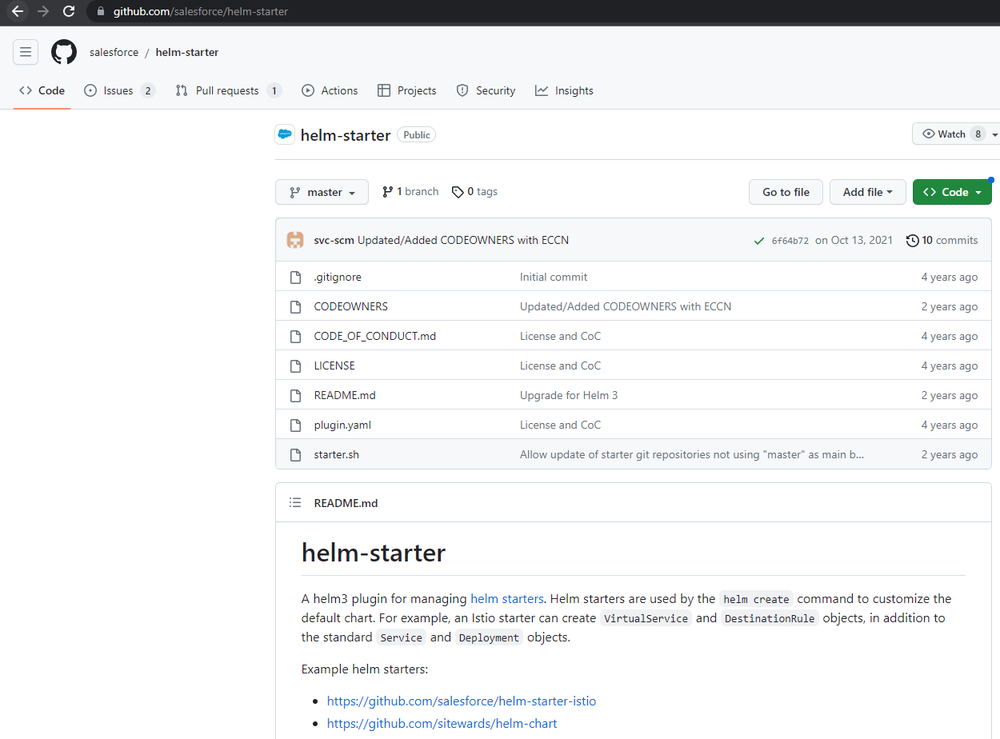 github.com/salesforce/helm-starter
salesforce / helm-starter
Code Issues 2 Pull requests 1 Actions Projects Security Insights
helm-starter Public Watch 8
master 1 branch 0 tags Go to file Add file Code
svc-scm Updated/Added CODEOWNERS with ECCN 6f64b72 on Oct 13, 2021 10 commits
.gitignore Initial commit 4 years ago
CODEOWNERS Updated/Added CODEOWNERS with ECCN 2 years ago
CODE_OF_CONDUCT.md License and CoC 4 years ago
LICENSE License and CoC 4 years ago
README.md Upgrade for Helm 3 2 years ago
plugin.yaml License and CoC 4 years ago
starter.sh Allow update of starter git repositories not using "master" as main b... 2 years ago
README.md
helm-starter
A helm3 plugin for managing helm starters. Helm starters are used by the helm create command to customize the
default chart. For example, an Istio starter can create VirtualService and DestinationRule objects, in addition to
the standard Service and Deployment objects.
Example helm starters:
• https://github.com/salesforce/helm-starter-istio
• https://github.com/sitewards/helm-chart